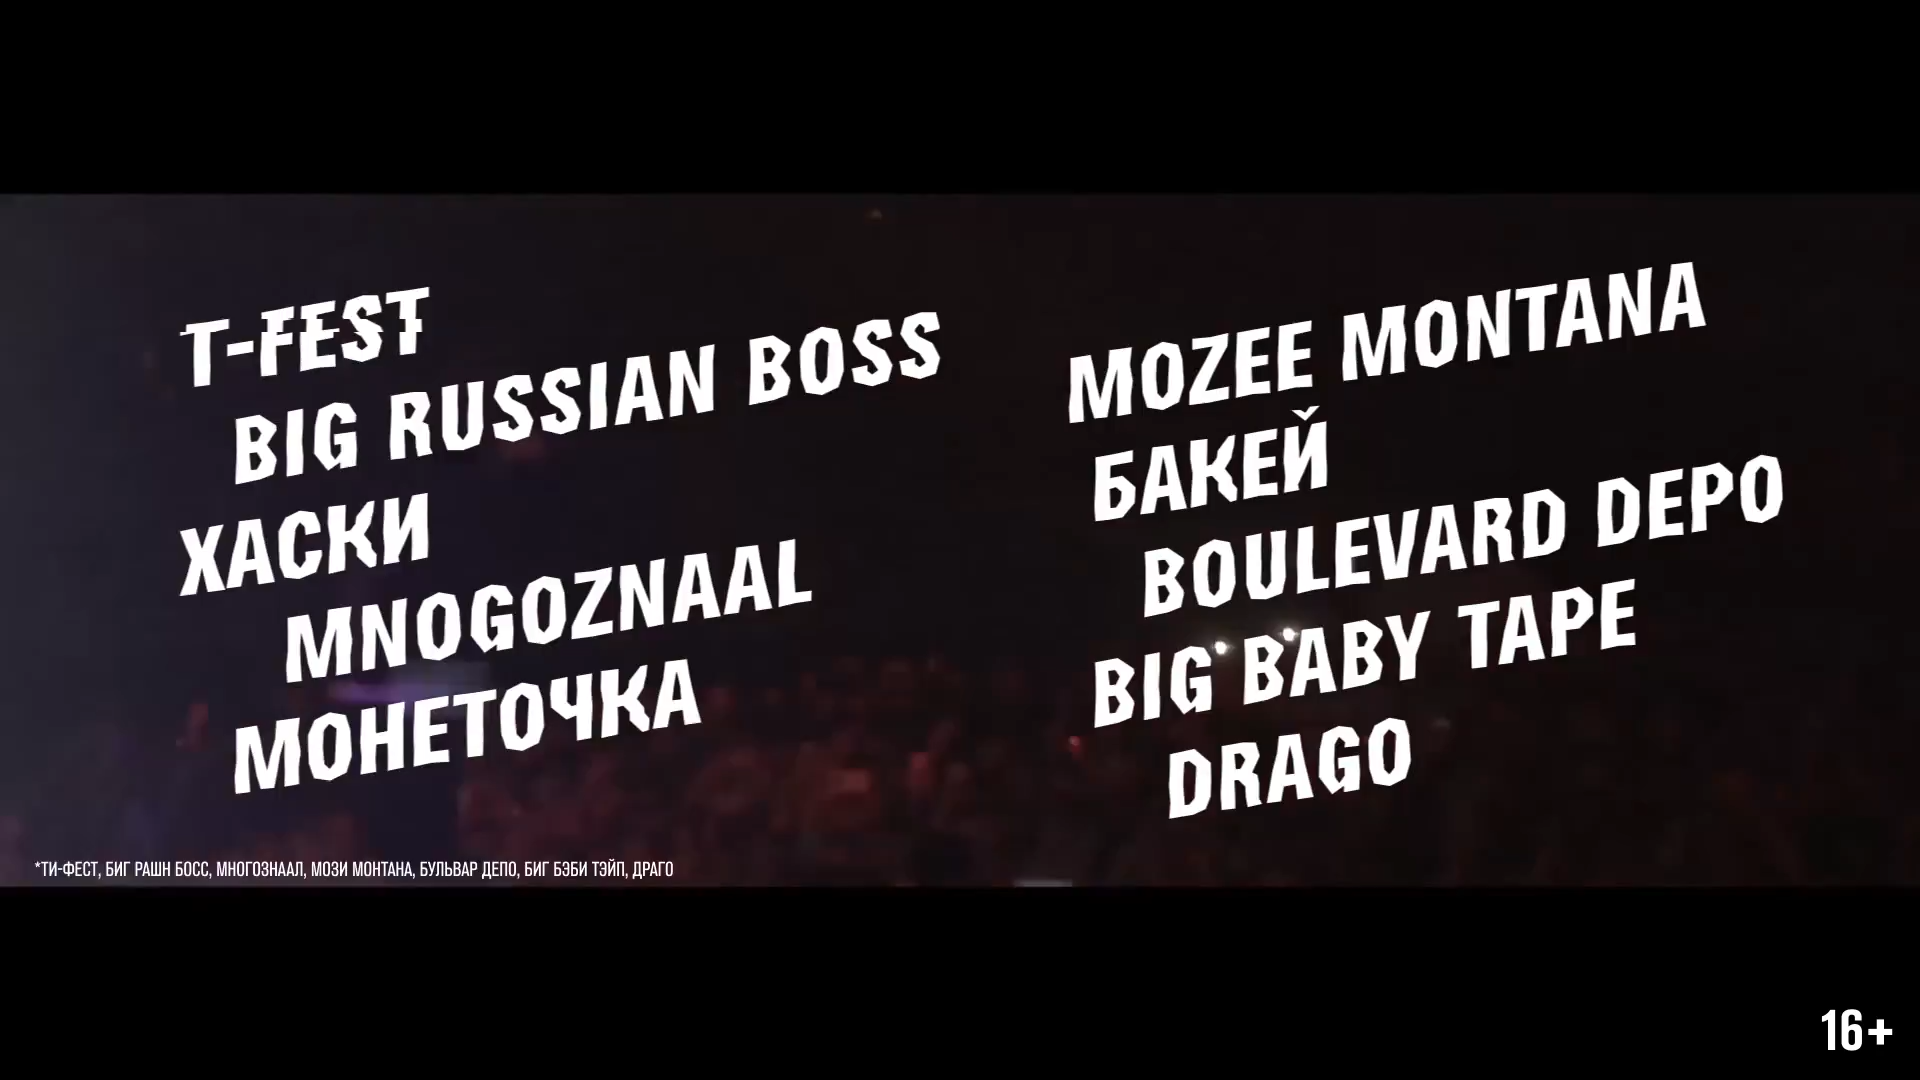 T-FEST
BIG RUSSIAN BOSS
ХАСКИ
MNOGOZNAAL
МОНЕТОЧКА
MOZEE MONTANA
БАКЕЙ
BOULEVARD DEPO
BIG BABY TAPE
DRAGO
*ТИ-ФЕСТ, БИГ РАШН БОСС, МНОГОЗНААЛ, МОЗИ МОНТАНА, БУЛЬВАР ДЕПО, БИГ БЭБИ ТЭЙП, ДРАГО
16+